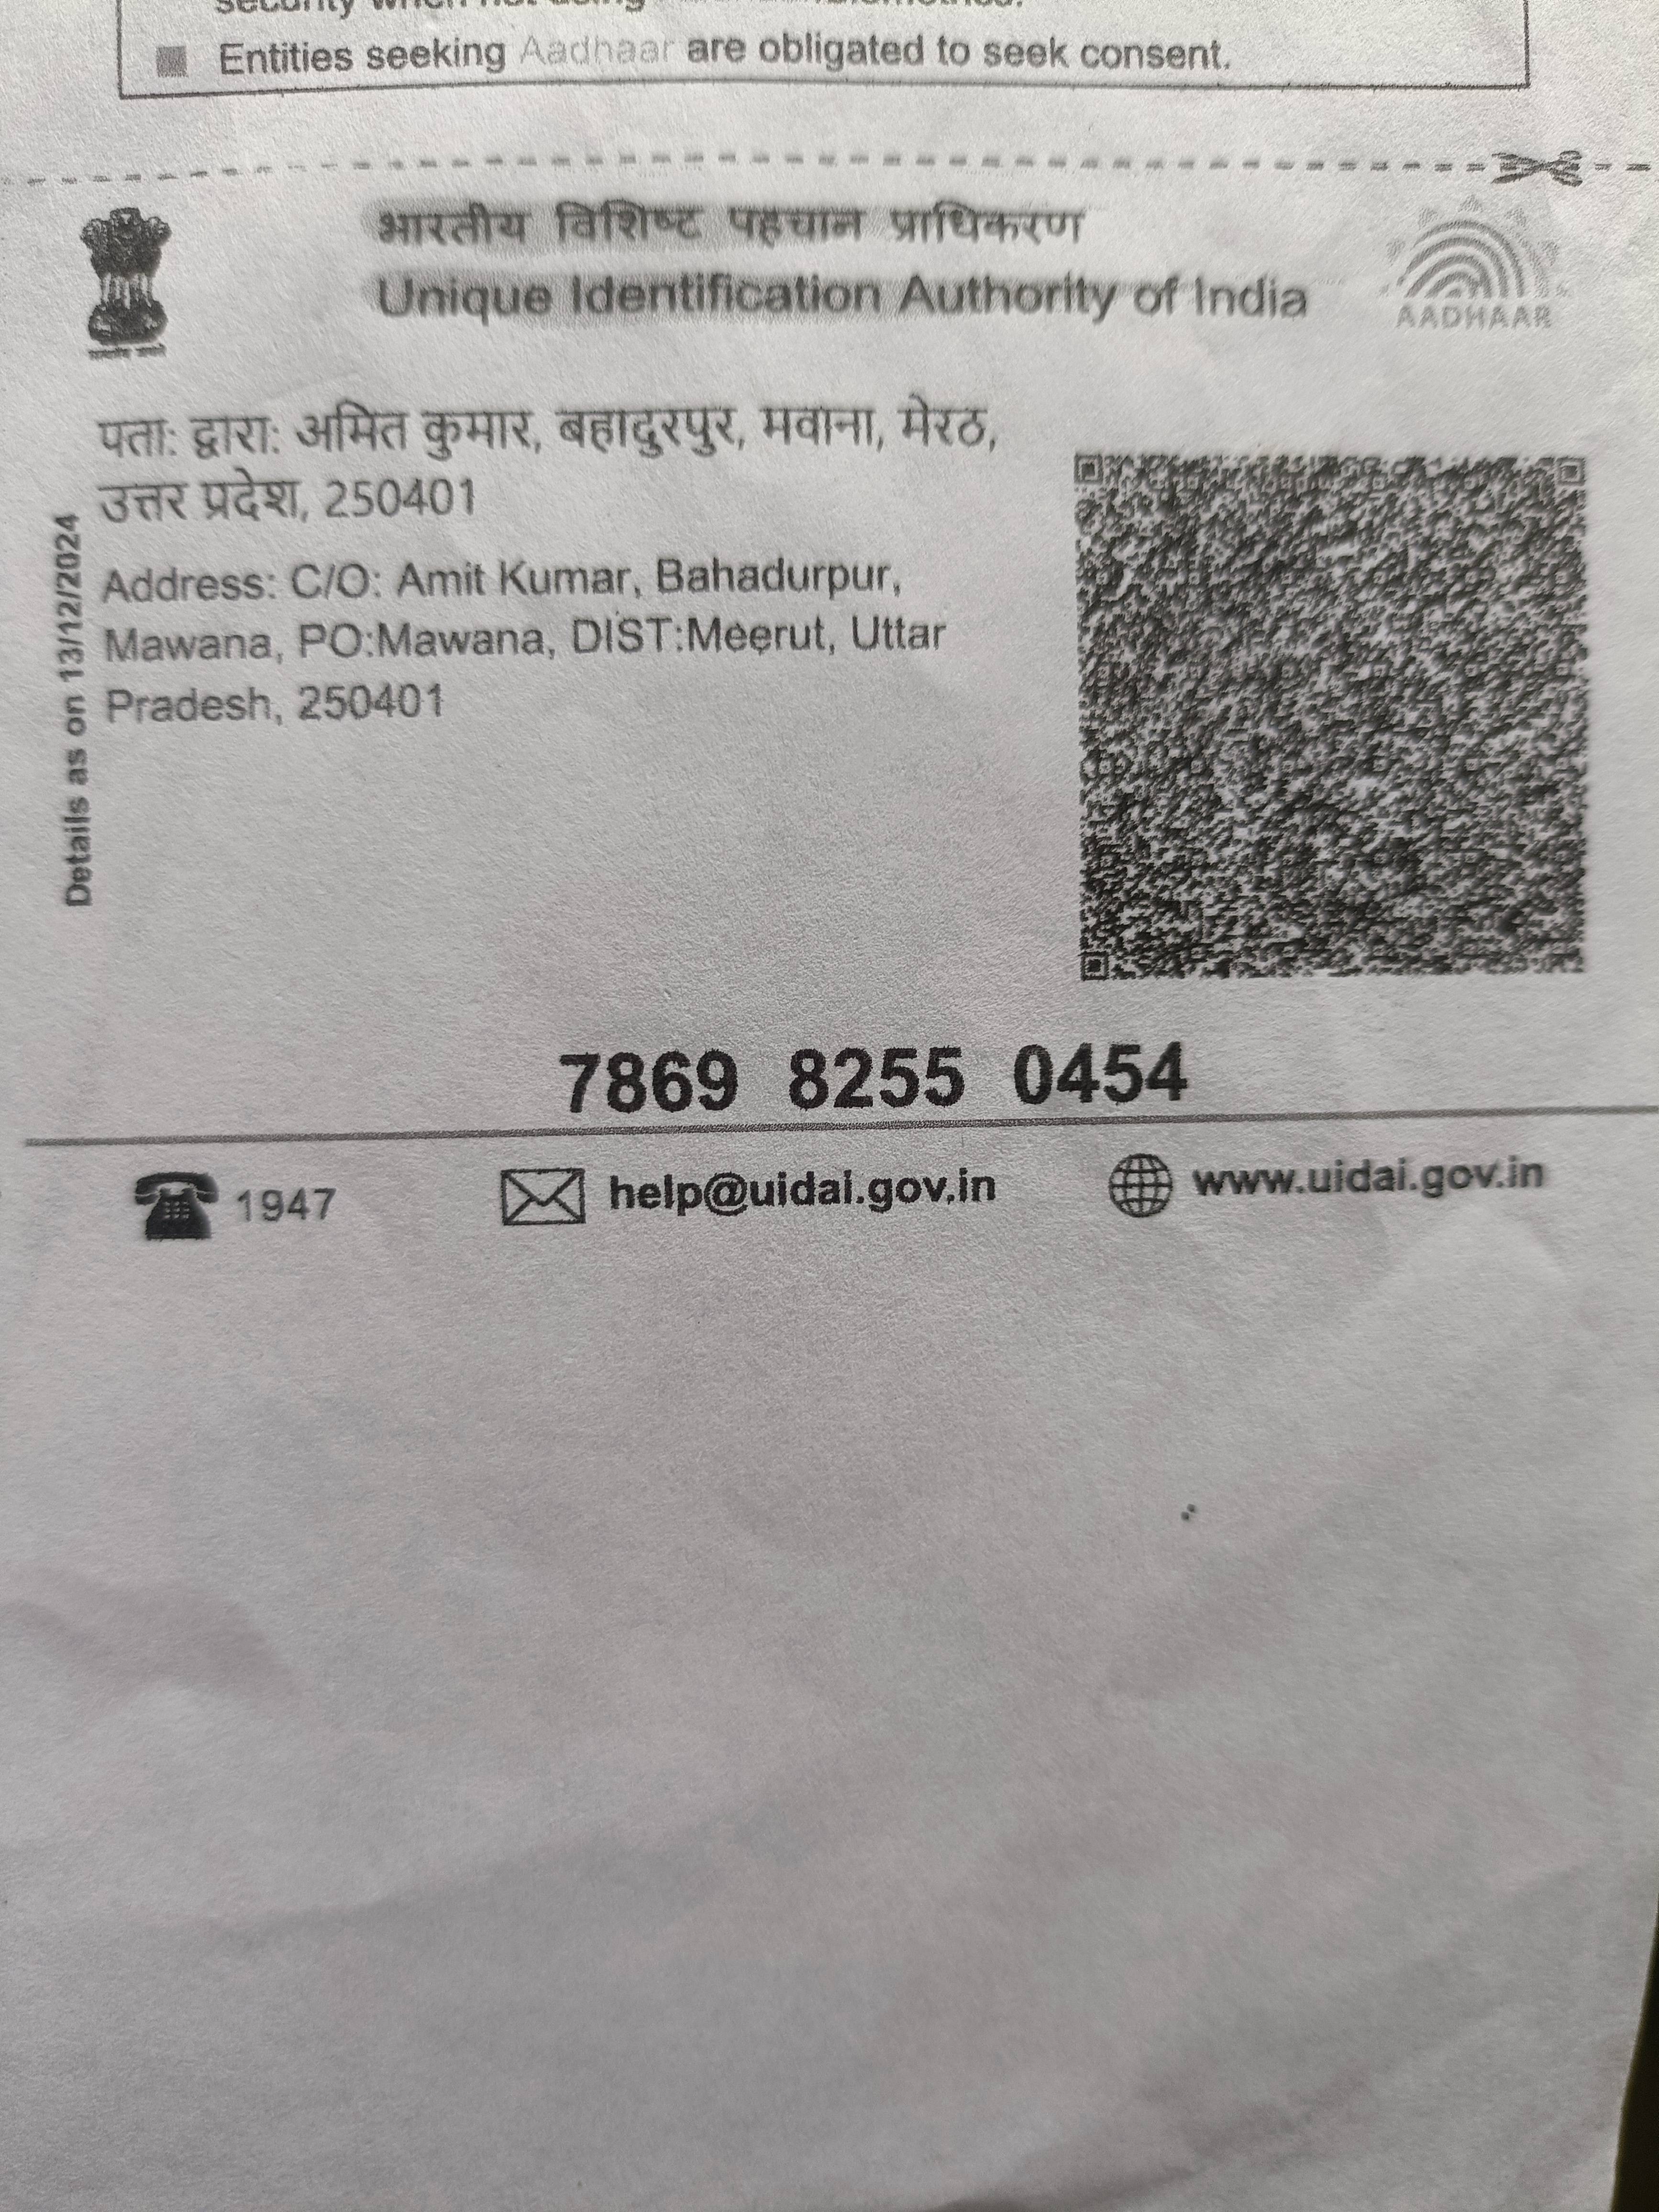 ■ Entities seeking Aadhaar are obligated to seek consent.
भारतीय विशिष्ट पहचान प्राधिकरण
Unique Identification Authority of India
AADHAAR
पता: द्वारा: अमित कुमार, बहादुरपुर, मवाना, मेरठ,
उत्तर प्रदेश, 250401
Address: C/O: Amit Kumar, Bahadurpur,
Mawana, PO:Mawana, DIST:Meerut, Uttar
Pradesh, 250401
Details as on 13/12/2024
7869 8255 0454
1947
help@uidai.gov.in
www.uidai.gov.in